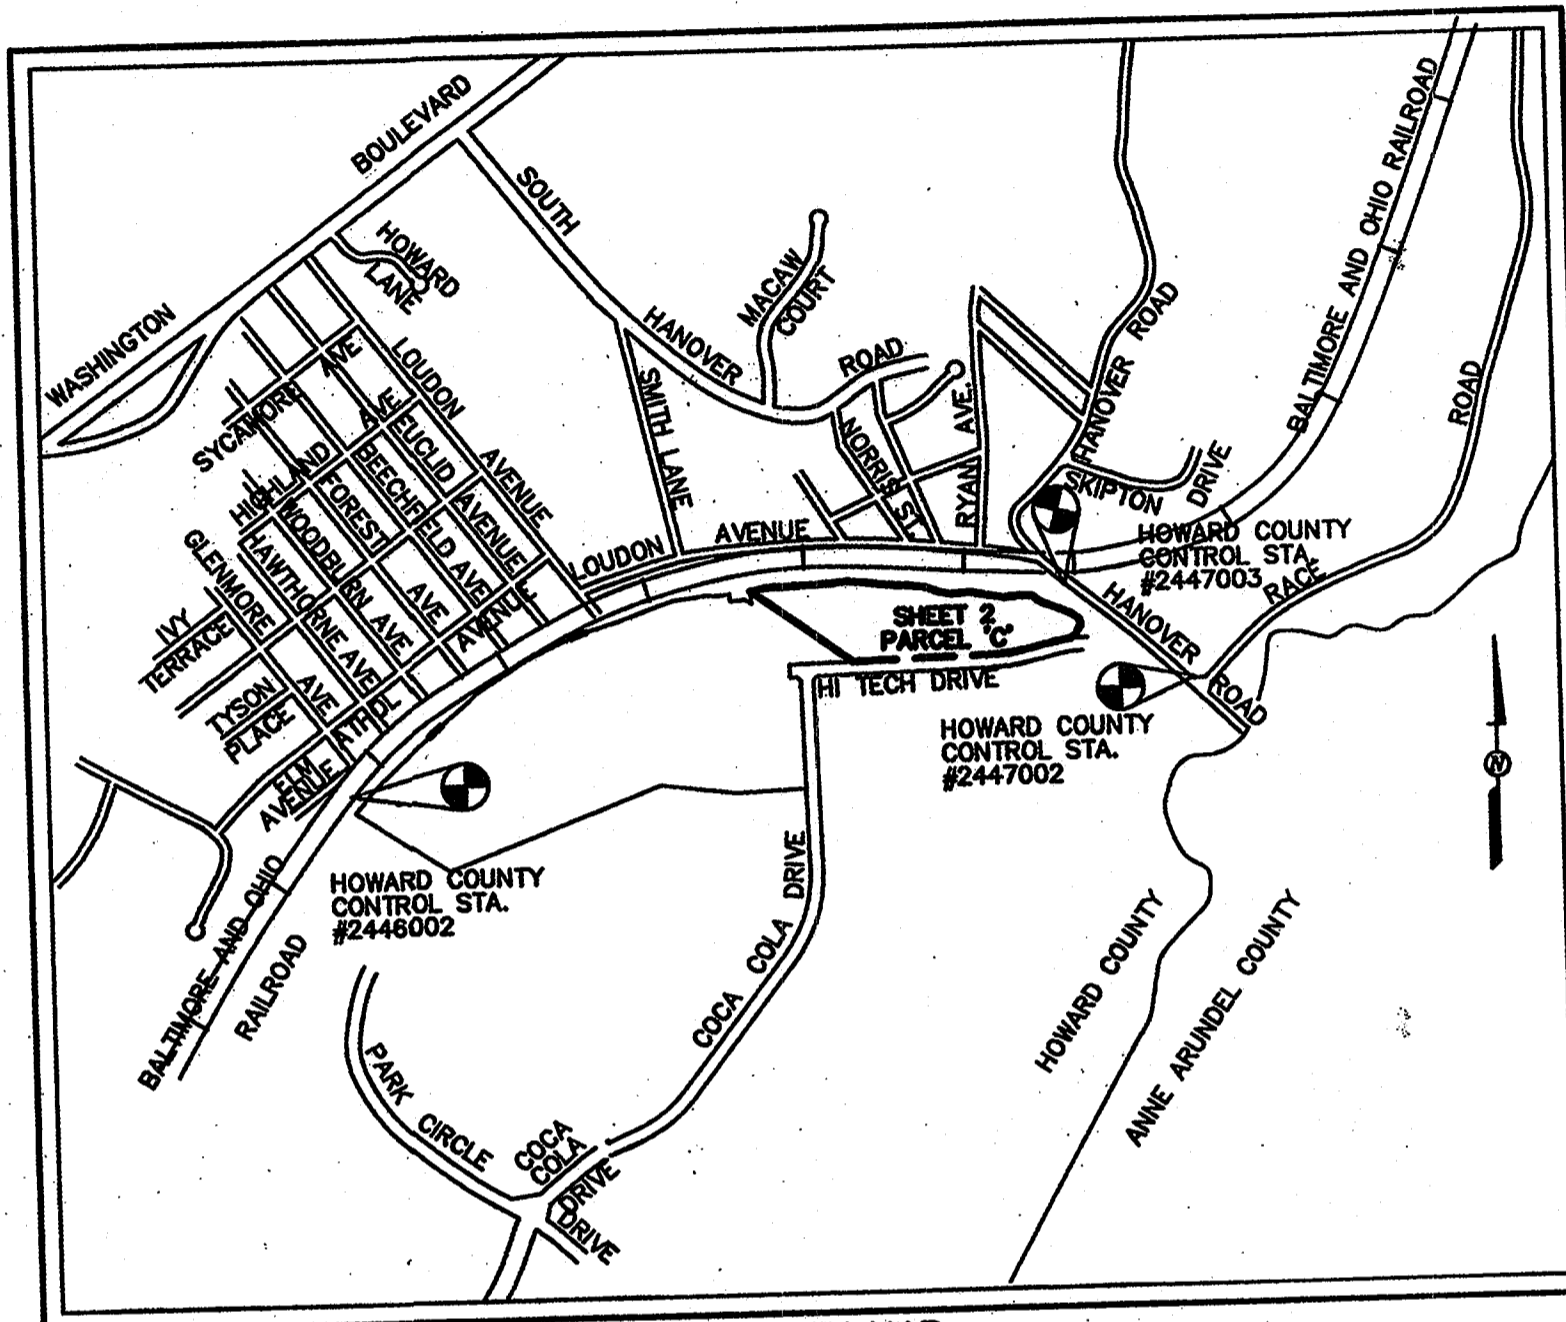 WASHINGTON BOULEVARD
HOWARD
LANE
SOUTH HANOVER ROAD
MACAW
COURT
SMITH LANE
NORRIS ST.
RYAN AVE.
HANOVER ROAD
SKIPTON DRIVE
BALTIMORE AND OHIO RAILROAD
RACE ROAD
SYCAMORE AVE
HIGHLAND AVE
LOUDON AVENUE
EUCLID AVENUE
BEECHFIELD AVE
FOREST AVE
WOODBURN AVE
HAWTHORNE AVE
GLENMORE AVE
IVY
TERRACE
TYSON
PLACE
ATHOL AVENUE
ELM
AVENUE
LOUDON AVENUE
HOWARD COUNTY
CONTROL STA.
#2447003
SHEET 2
PARCEL "C"
HI TECH DRIVE
HANOVER ROAD
HOWARD COUNTY
CONTROL STA.
#2447002
HOWARD COUNTY
CONTROL STA.
#2446002
BALTIMORE AND OHIO
RAILROAD
COCA COLA DRIVE
PARK CIRCLE
DRIVE
COCA
COLA
DRIVE
HOWARD COUNTY
ANNE ARUNDEL COUNTY
N